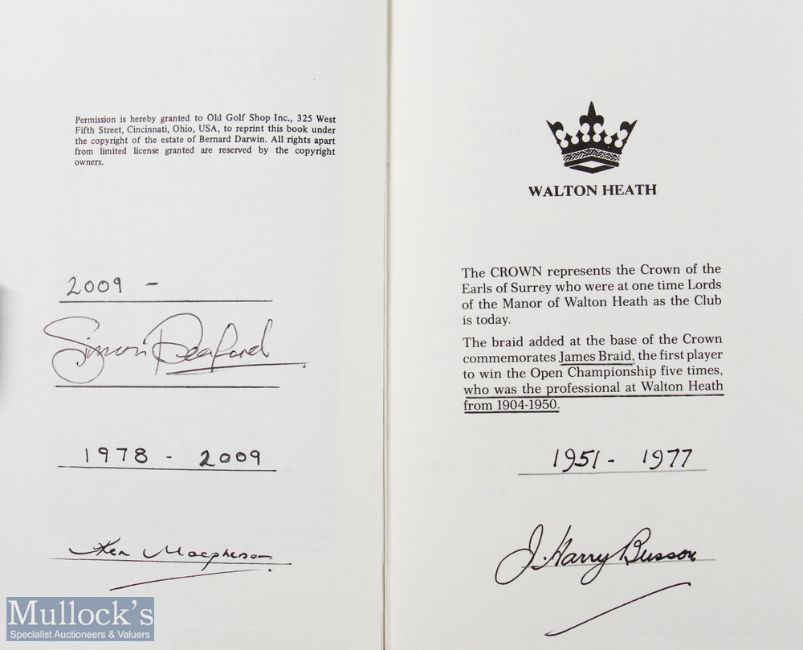 Permission is hereby granted to Old Golf Shop Inc., 325 West
Fifth Street, Cincinnati, Ohio, USA, to reprint this book under
the copyright of the estate of Bernard Darwin. All rights apart
from limited license granted are reserved by the copyright
owners.
2009 -
Simon Peaford
1978 - 2009
Ken Macpherson
Mullock's
Specialist Auctioneers & Valuers
WALTON HEATH
The CROWN represents the Crown of the
Earls of Surrey who were at one time Lords
of the Manor of Walton Heath as the Club
is today.
The braid added at the base of the Crown
commemorates James Braid, the first player
to win the Open Championship five times,
who was the professional at Walton Heath
from 1904-1950.
1951 - 1977
J. Harry Busson